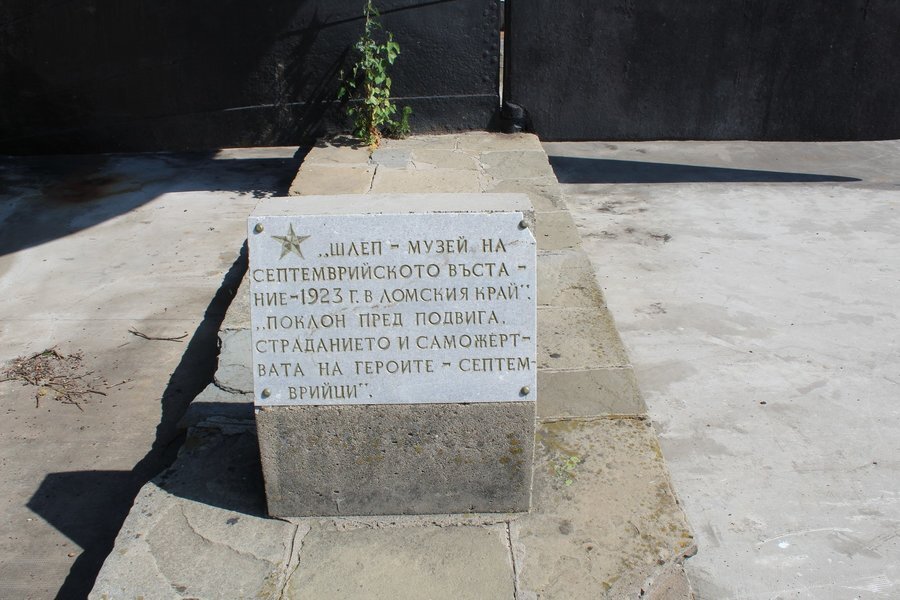 „ШЛЕП - МУЗЕЙ НА
СЕПТЕМВРИЙСКОТО ВЪСТА -
НИЕ-1923 Г. В ЛОМСКИЯ КРАЙ“.
„ПОКЛОН ПРЕД ПОДВИГА,
СТРАДАНИЕТО И САМОЖЕРТ-
ВАТА НА ГЕРОИТЕ - СЕПТЕМ-
ВРИЙЦИ“.